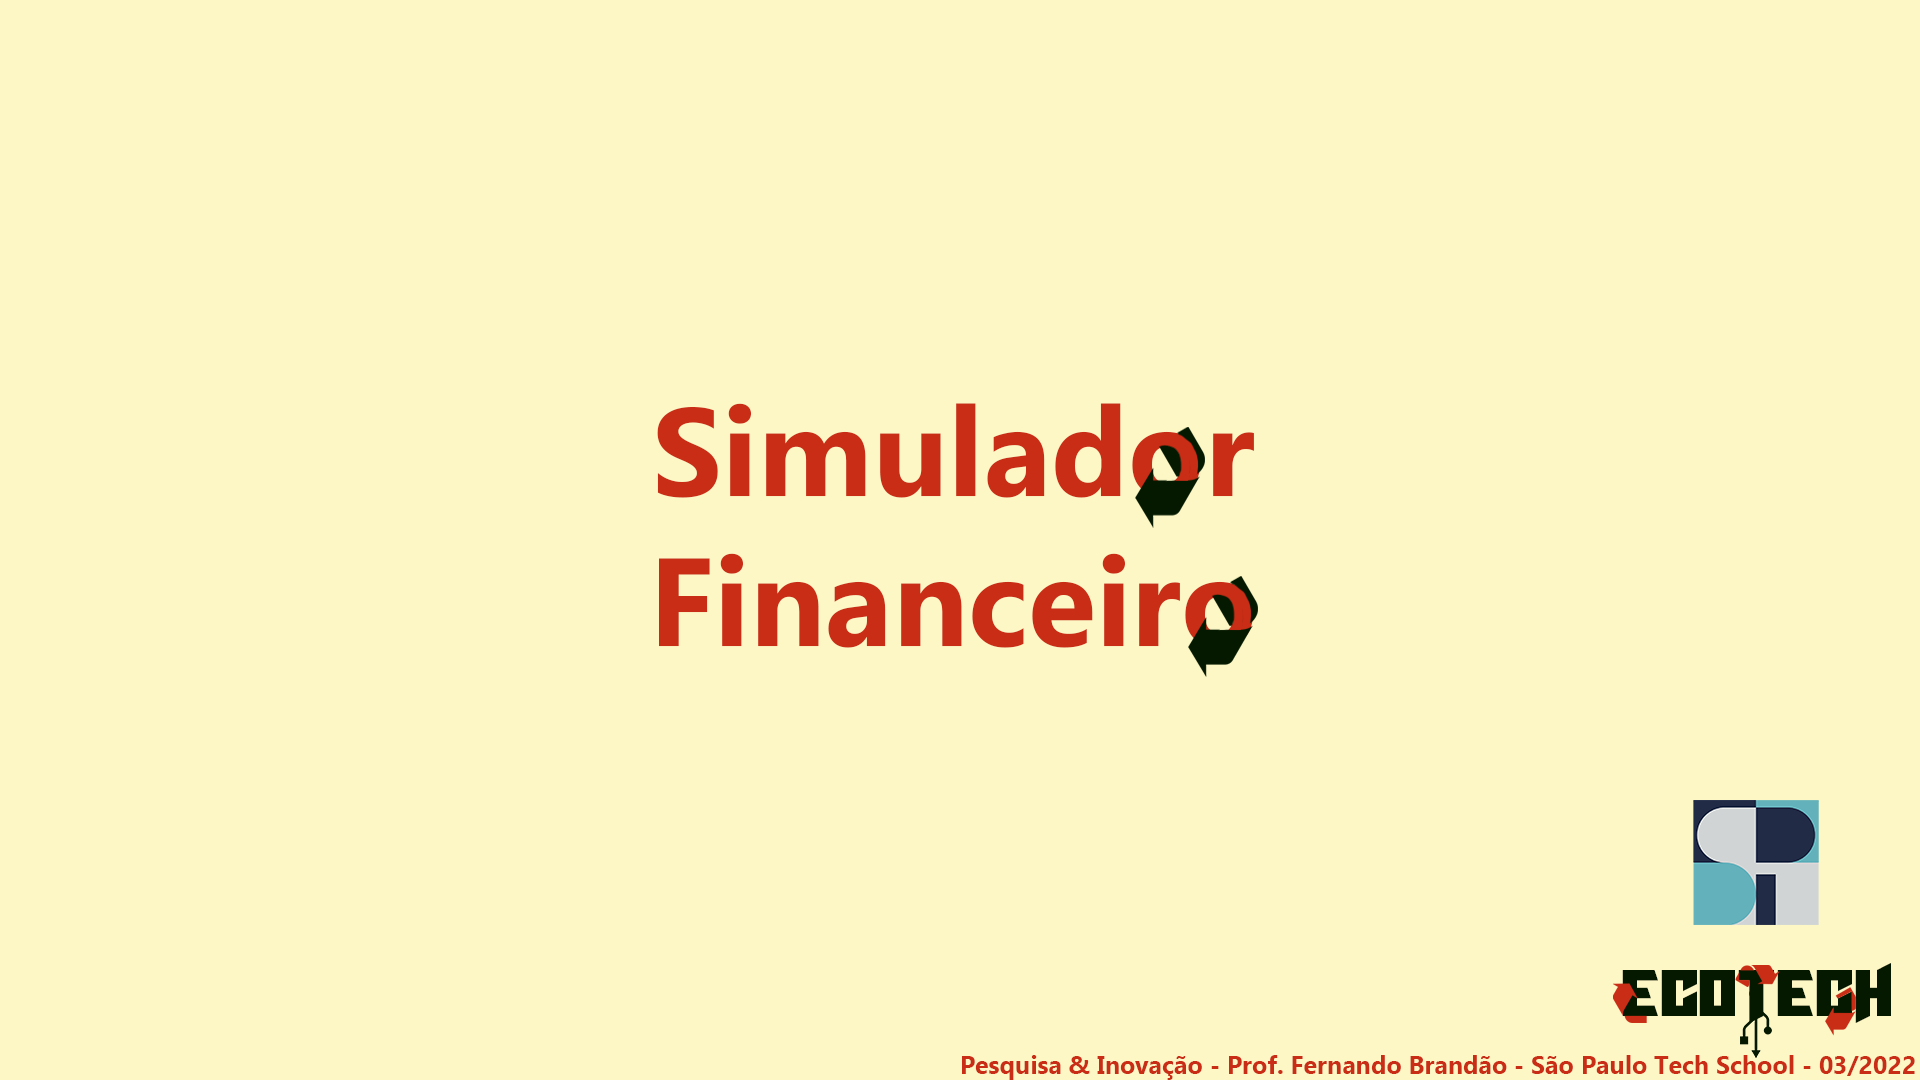 Simulador
Financeiro
ECOTECH
Pesquisa & Inovação - Prof. Fernando Brandão - São Paulo Tech School - 03/2022